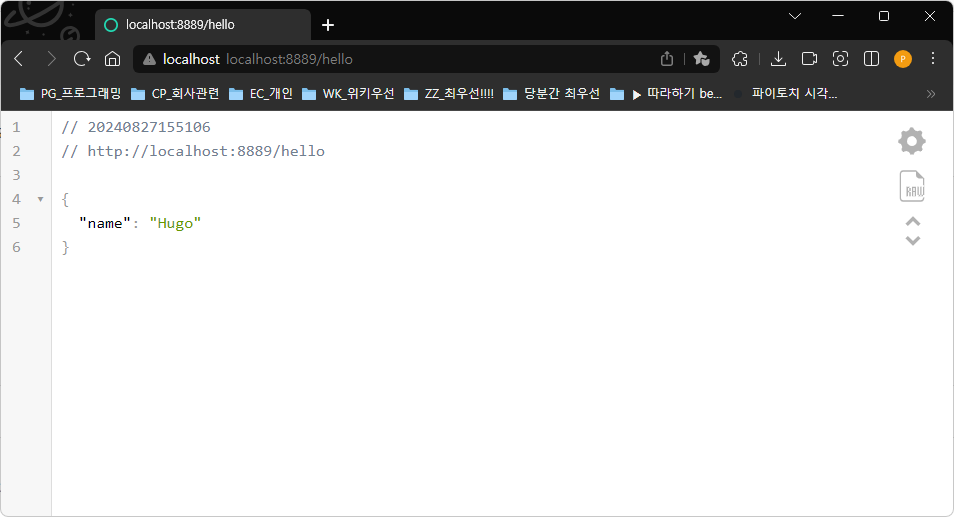 localhost:8889/hello
localhost localhost:8889/hello P
PG_프로그래밍 CP_회사관련 EC_개인 WK_위키우선 ZZ_최우선!!!! 당분간 최우선 ▶ 따라하기 be... 파이토치 시각...
1 // 20240827155106
2 // http://localhost:8889/hello
3
4 {
5 "name": "Hugo"
6 }
RAW